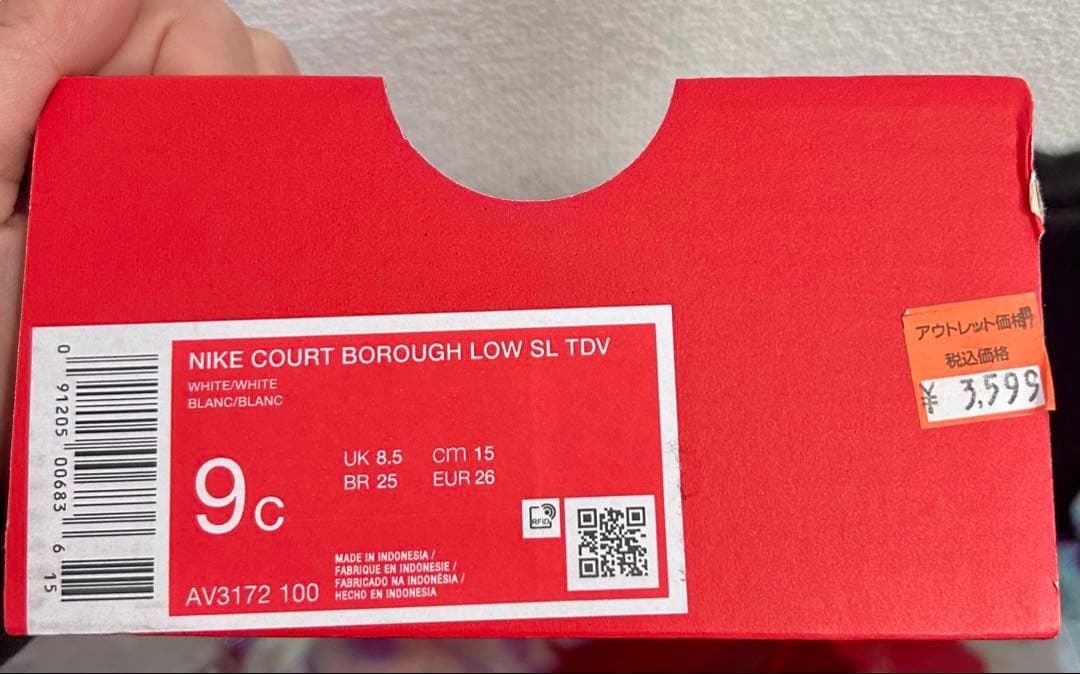 NIKE COURT BOROUGH LOW SL TDV
WHITE/WHITE
BLANC/BLANC
9c
UK 8.5 cm 15
BR 25 EUR 26
RFID
MADE IN INDONESIA /
FABRIQUE EN INDONESIE /
FABRICADO NA INDONÉSIA /
HECHO EN INDONESIA
AV3172 100
0 91205 00683 6 15
アウトレット価格
税込価格
¥ 3,599